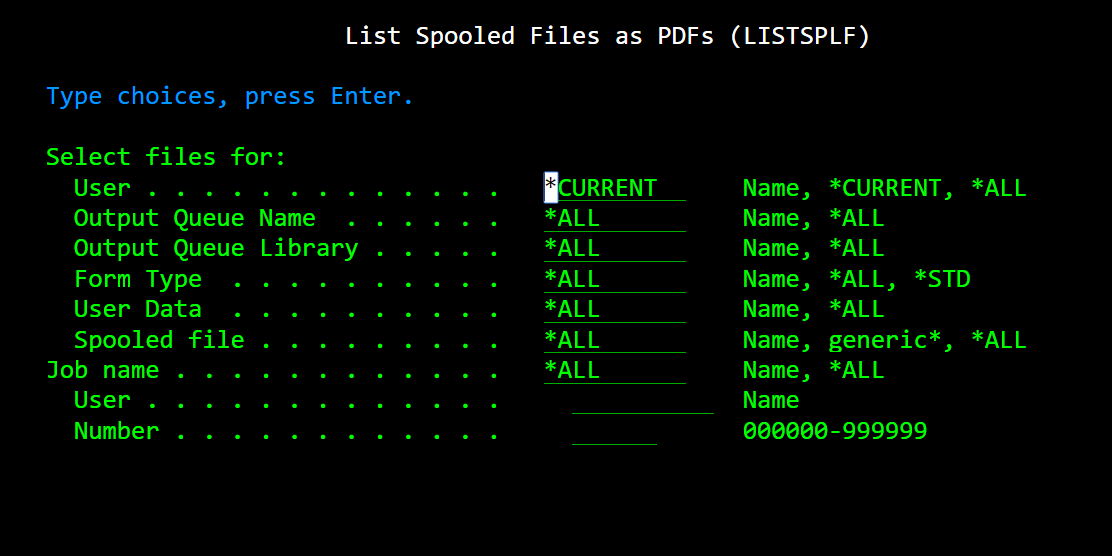 List Spooled Files as PDFs (LISTSPLF)
Type choices, press Enter.
Select files for:
User . . . . . . . . . . . . . *CURRENT Name, *CURRENT, *ALL
Output Queue Name . . . . . . *ALL Name, *ALL
Output Queue Library . . . . . *ALL Name, *ALL
Form Type . . . . . . . . . . *ALL Name, *ALL, *STD
User Data . . . . . . . . . . *ALL Name, *ALL
Spooled file . . . . . . . . . *ALL Name, generic*, *ALL
Job name . . . . . . . . . . . . *ALL Name, *ALL
User . . . . . . . . . . . . . Name
Number . . . . . . . . . . . . 000000-999999